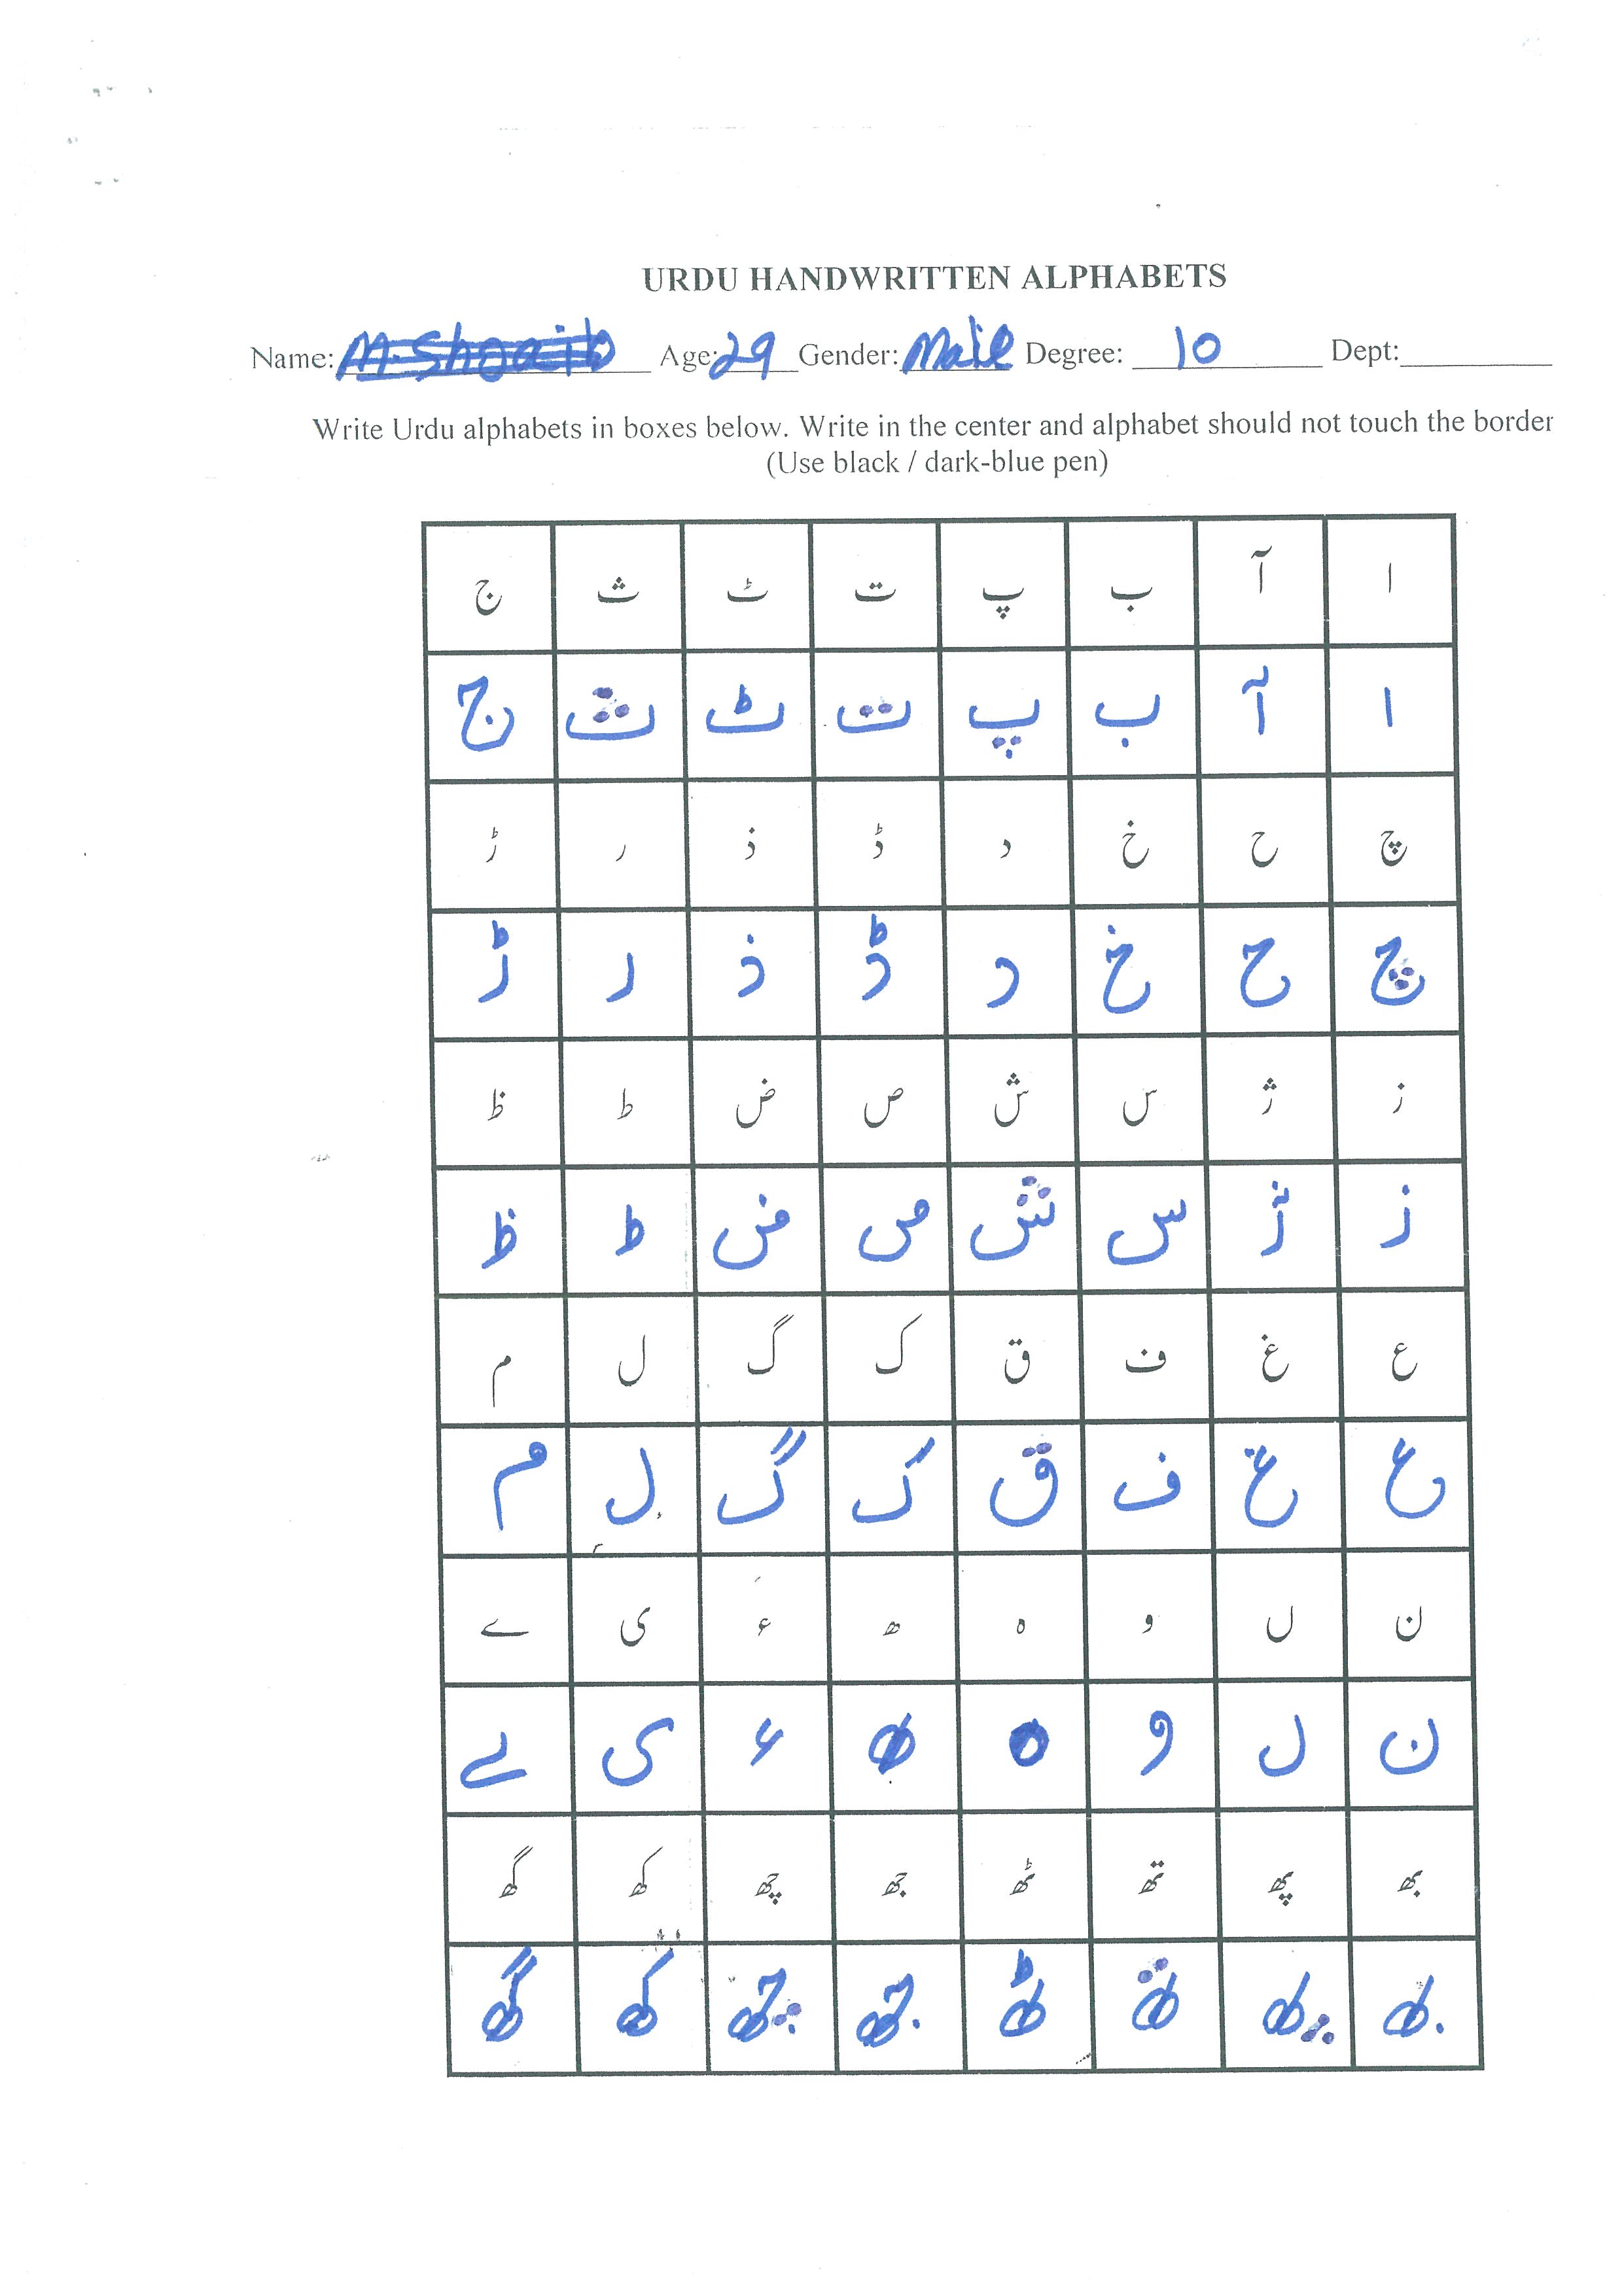 URDU HANDWRITTEN ALPHABETS
Name: M. Shoaib Age: 29 Gender: Male Degree: 10 Dept:
Write Urdu alphabets in boxes below. Write in the center and alphabet should not touch the border
(Use black / dark-blue pen)
ا آ ب پ ت ٹ ث ج
ا آ ب پ ت ٹ ث ج
چ ح خ د ڈ ذ ر ڑ
چ ح خ د ڈ ذ ر ڑ
ز ژ س ش ص ض ط ظ
ز ژ س ش ص ض ط ظ
ع غ ف ق ک گ ل م
ع غ ف ق ک گ ل م
ن ں و ہ ھ ء ی ے
ن ں و ہ ھ ء ی ے
بھ پھ تھ ٹھ جھ چھ کھ گھ
بھ پھ تھ ٹھ جھ چھ کھ گھ